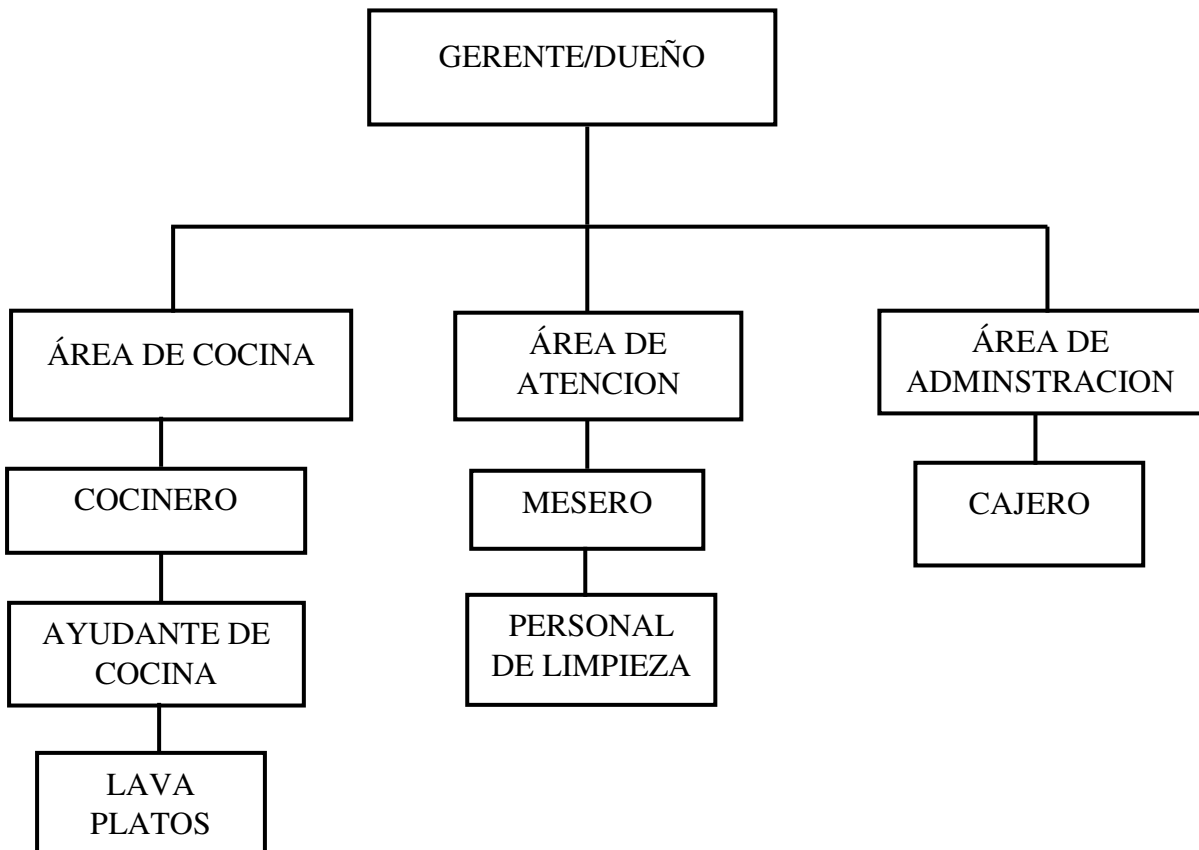 GERENTE/DUEÑO
ÁREA DE COCINA
ÁREA DE
ATENCION
ÁREA DE
ADMINSTRACION
COCINERO
MESERO
CAJERO
AYUDANTE DE
COCINA
PERSONAL
DE LIMPIEZA
LAVA
PLATOS